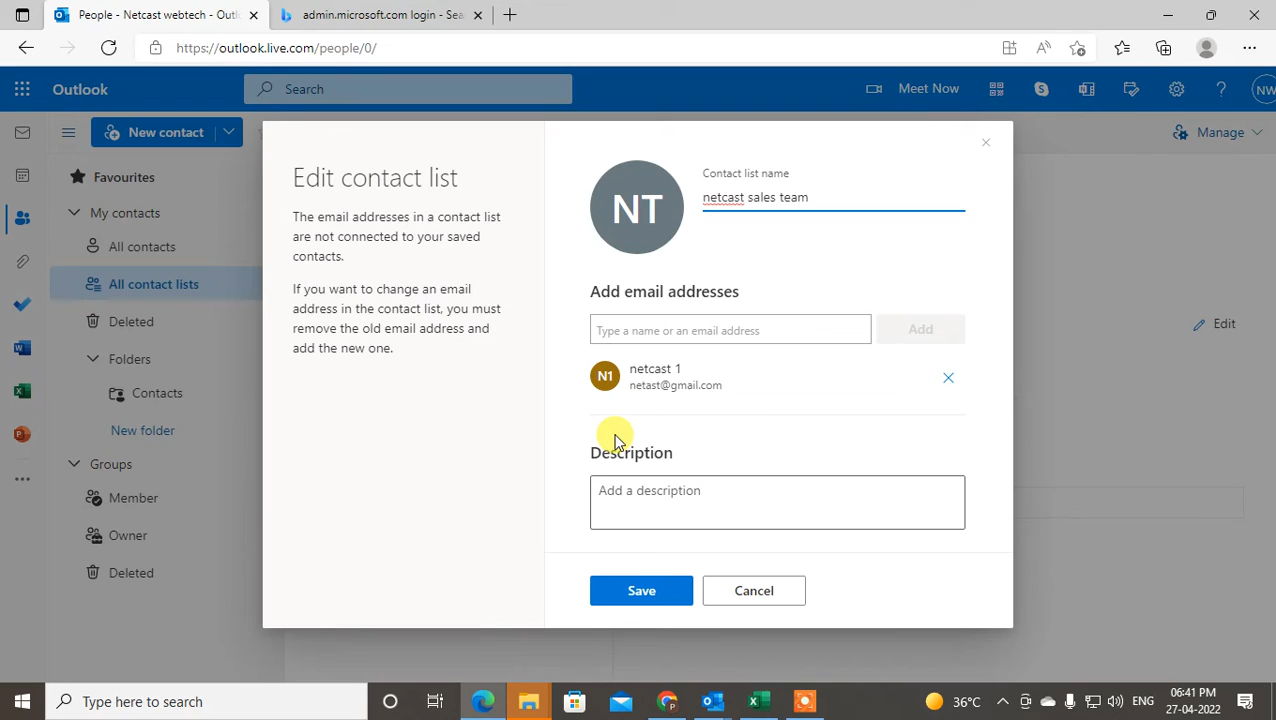 People - Netcast webtech - Outl
admin.microsoft.com login - Sea
https://outlook.live.com/people/0/
Outlook
Search
Meet Now
NW
New contact
Manage
Favourites
My contacts
All contacts
All contact lists
Deleted
Folders
Contacts
New folder
Groups
Member
Owner
Deleted
Edit
Edit contact list
The email addresses in a contact list
are not connected to your saved
contacts.
If you want to change an email
address in the contact list, you must
remove the old email address and
add the new one.
NT
Contact list name
netcast sales team
Add email addresses
Type a name or an email address
Add
N1
netcast 1
netast@gmail.com
Description
Add a description
Save
Cancel
Type here to search
36°C
ENG
06:41 PM
27-04-2022